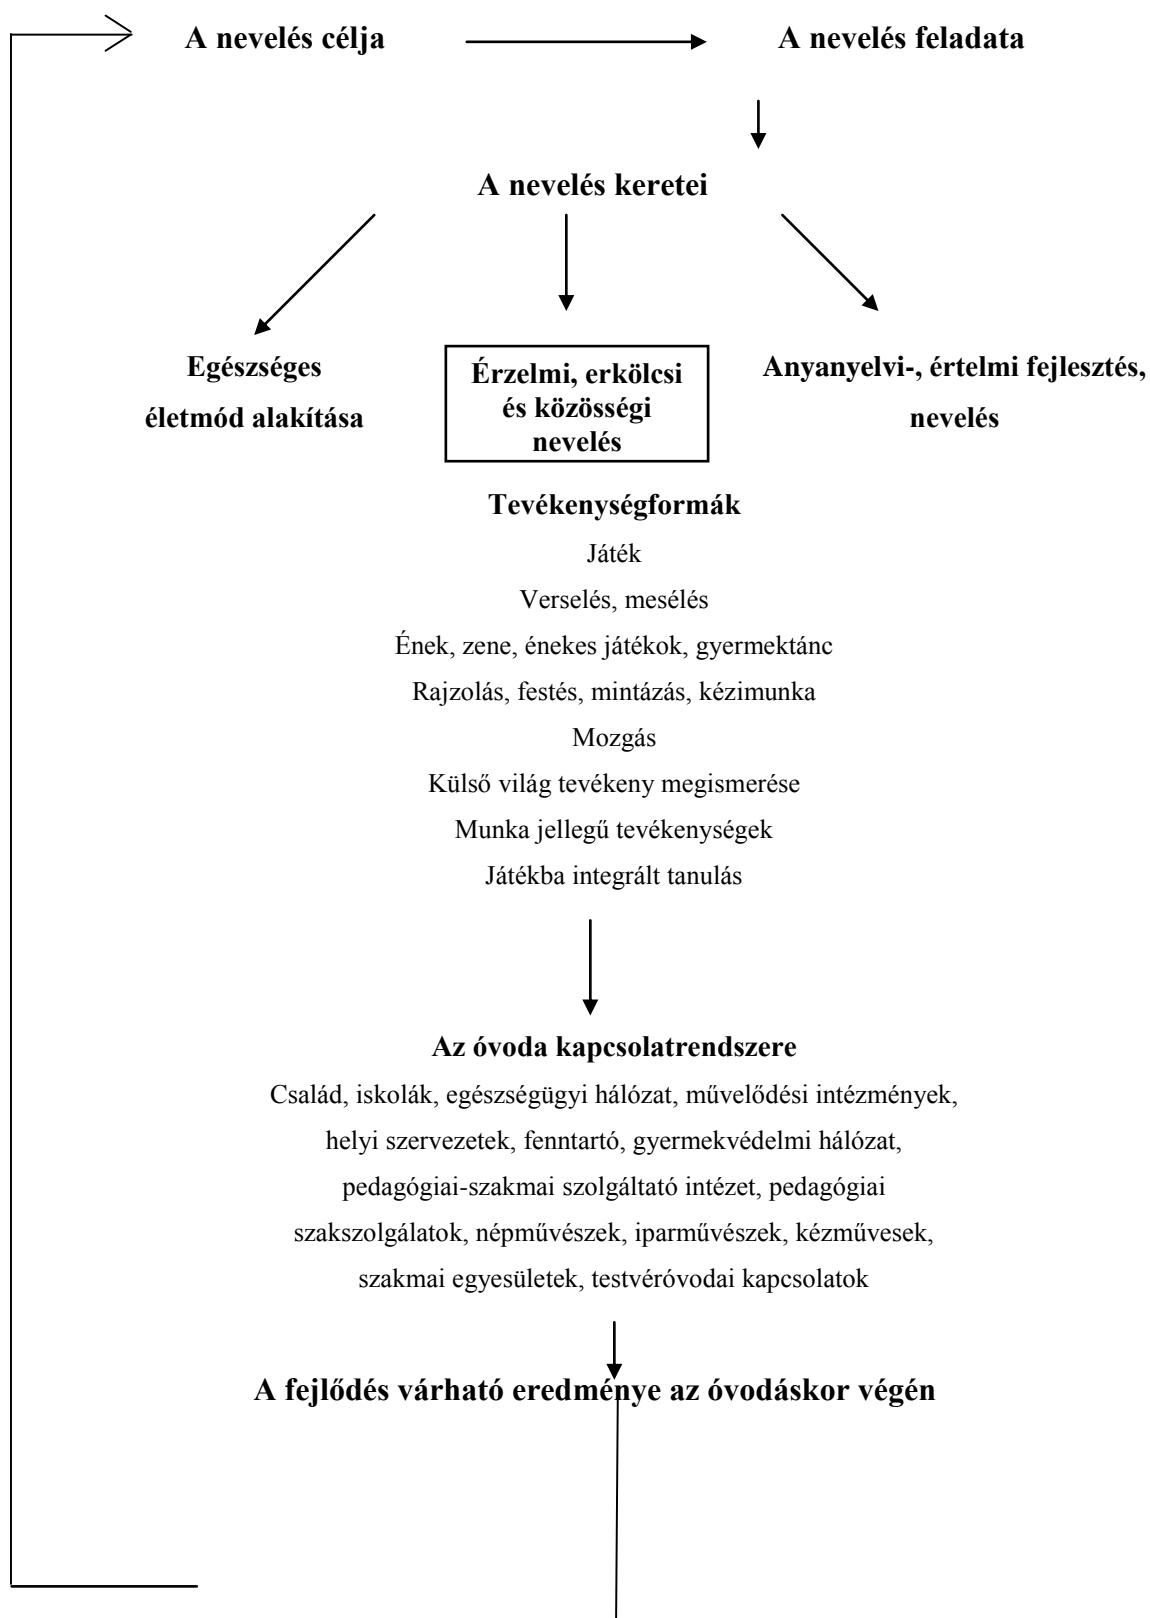 A nevelés célja
A nevelés feladata
A nevelés keretei
Egészséges
életmód alakítása
Érzelmi, erkölcsi
és közösségi
nevelés
Anyanyelvi-, értelmi fejlesztés,
nevelés
Tevékenységformák
Játék
Verselés, mesélés
Ének, zene, énekes játékok, gyermektánc
Rajzolás, festés, mintázás, kézimunka
Mozgás
Külső világ tevékeny megismerése
Munka jellegű tevékenységek
Játékba integrált tanulás
Az óvoda kapcsolatrendszere
Család, iskolák, egészségügyi hálózat, művelődési intézmények,
helyi szervezetek, fenntartó, gyermekvédelmi hálózat,
pedagógiai-szakmai szolgáltató intézet, pedagógiai
szakszolgálatok, népművészek, iparművészek, kézművesek,
szakmai egyesületek, testvéróvodai kapcsolatok
A fejlődés várható eredménye az óvodáskor végén